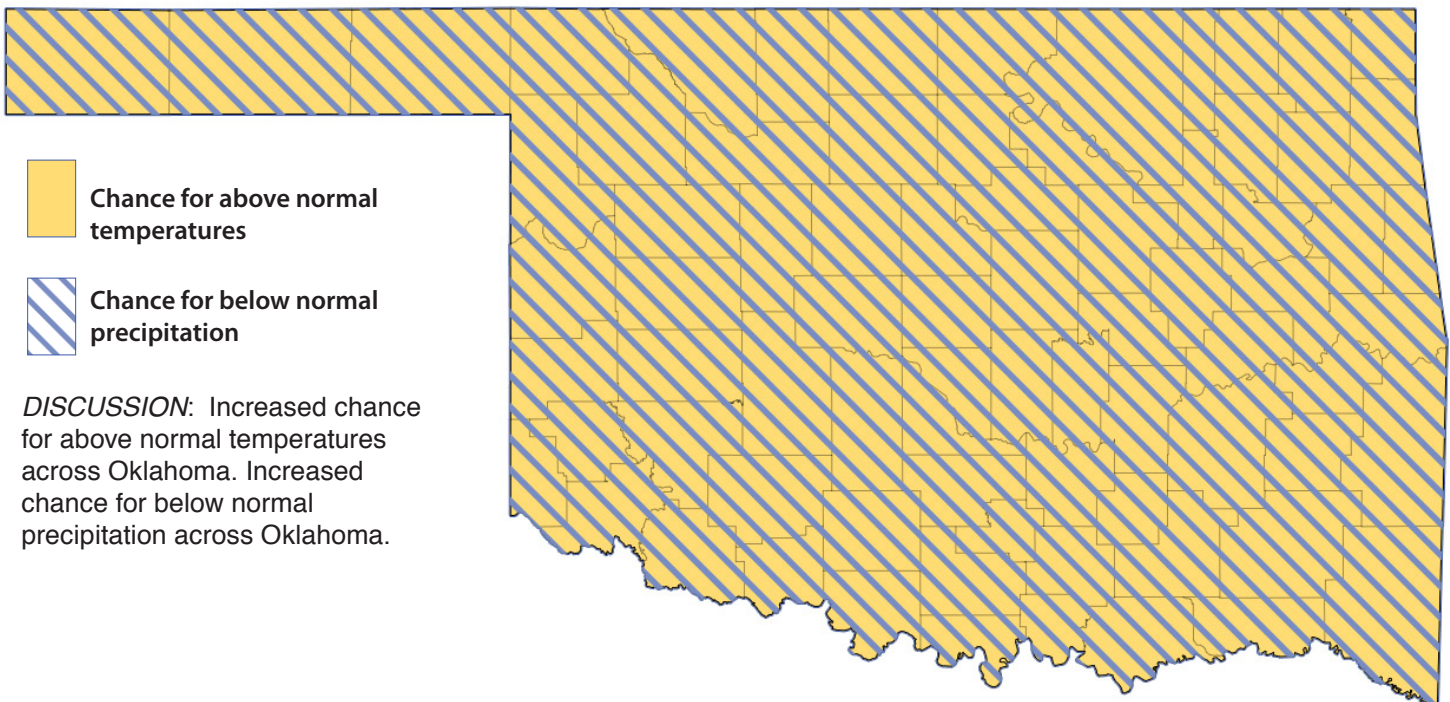 Chance for above normal
temperatures
Chance for below normal
precipitation
DISCUSSION: Increased chance
for above normal temperatures
across Oklahoma. Increased
chance for below normal
precipitation across Oklahoma.